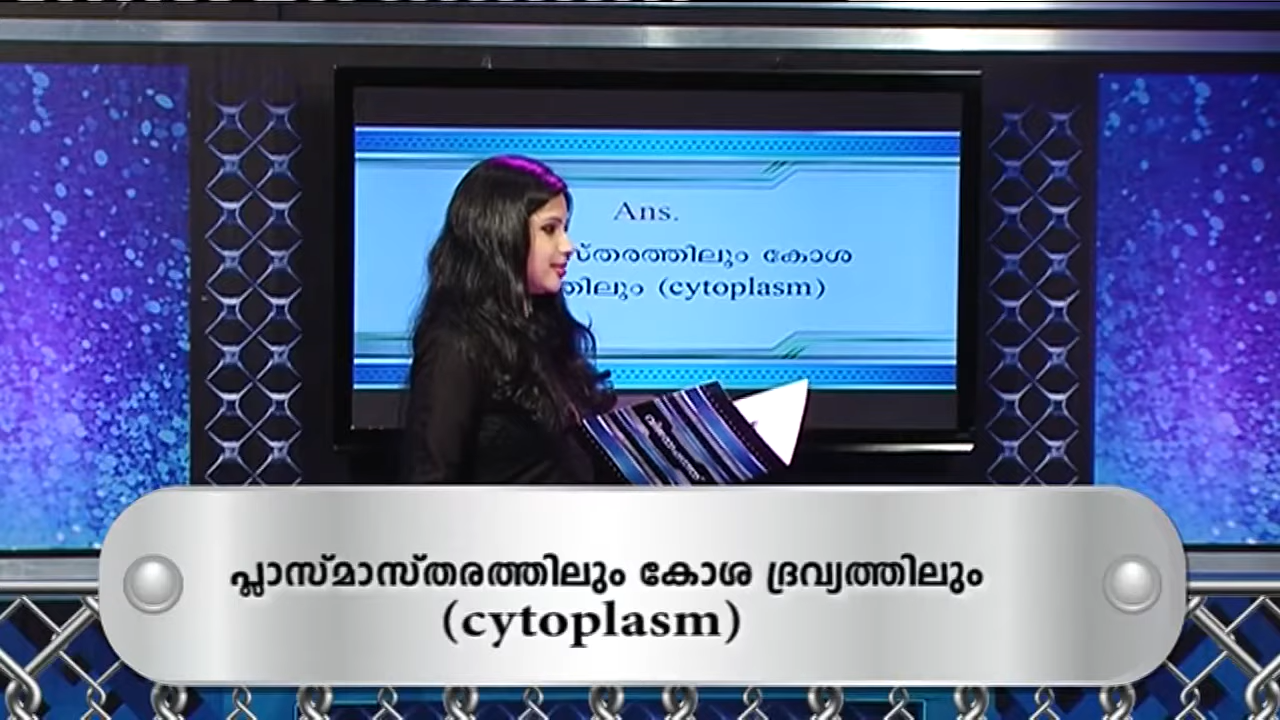 Ans.
സ്തരത്തിലും കോശ
ത്തിലും (cytoplasm)
പ്ലാസ്മാസ്തരത്തിലും കോശ ദ്രവ്യത്തിലും
(cytoplasm)